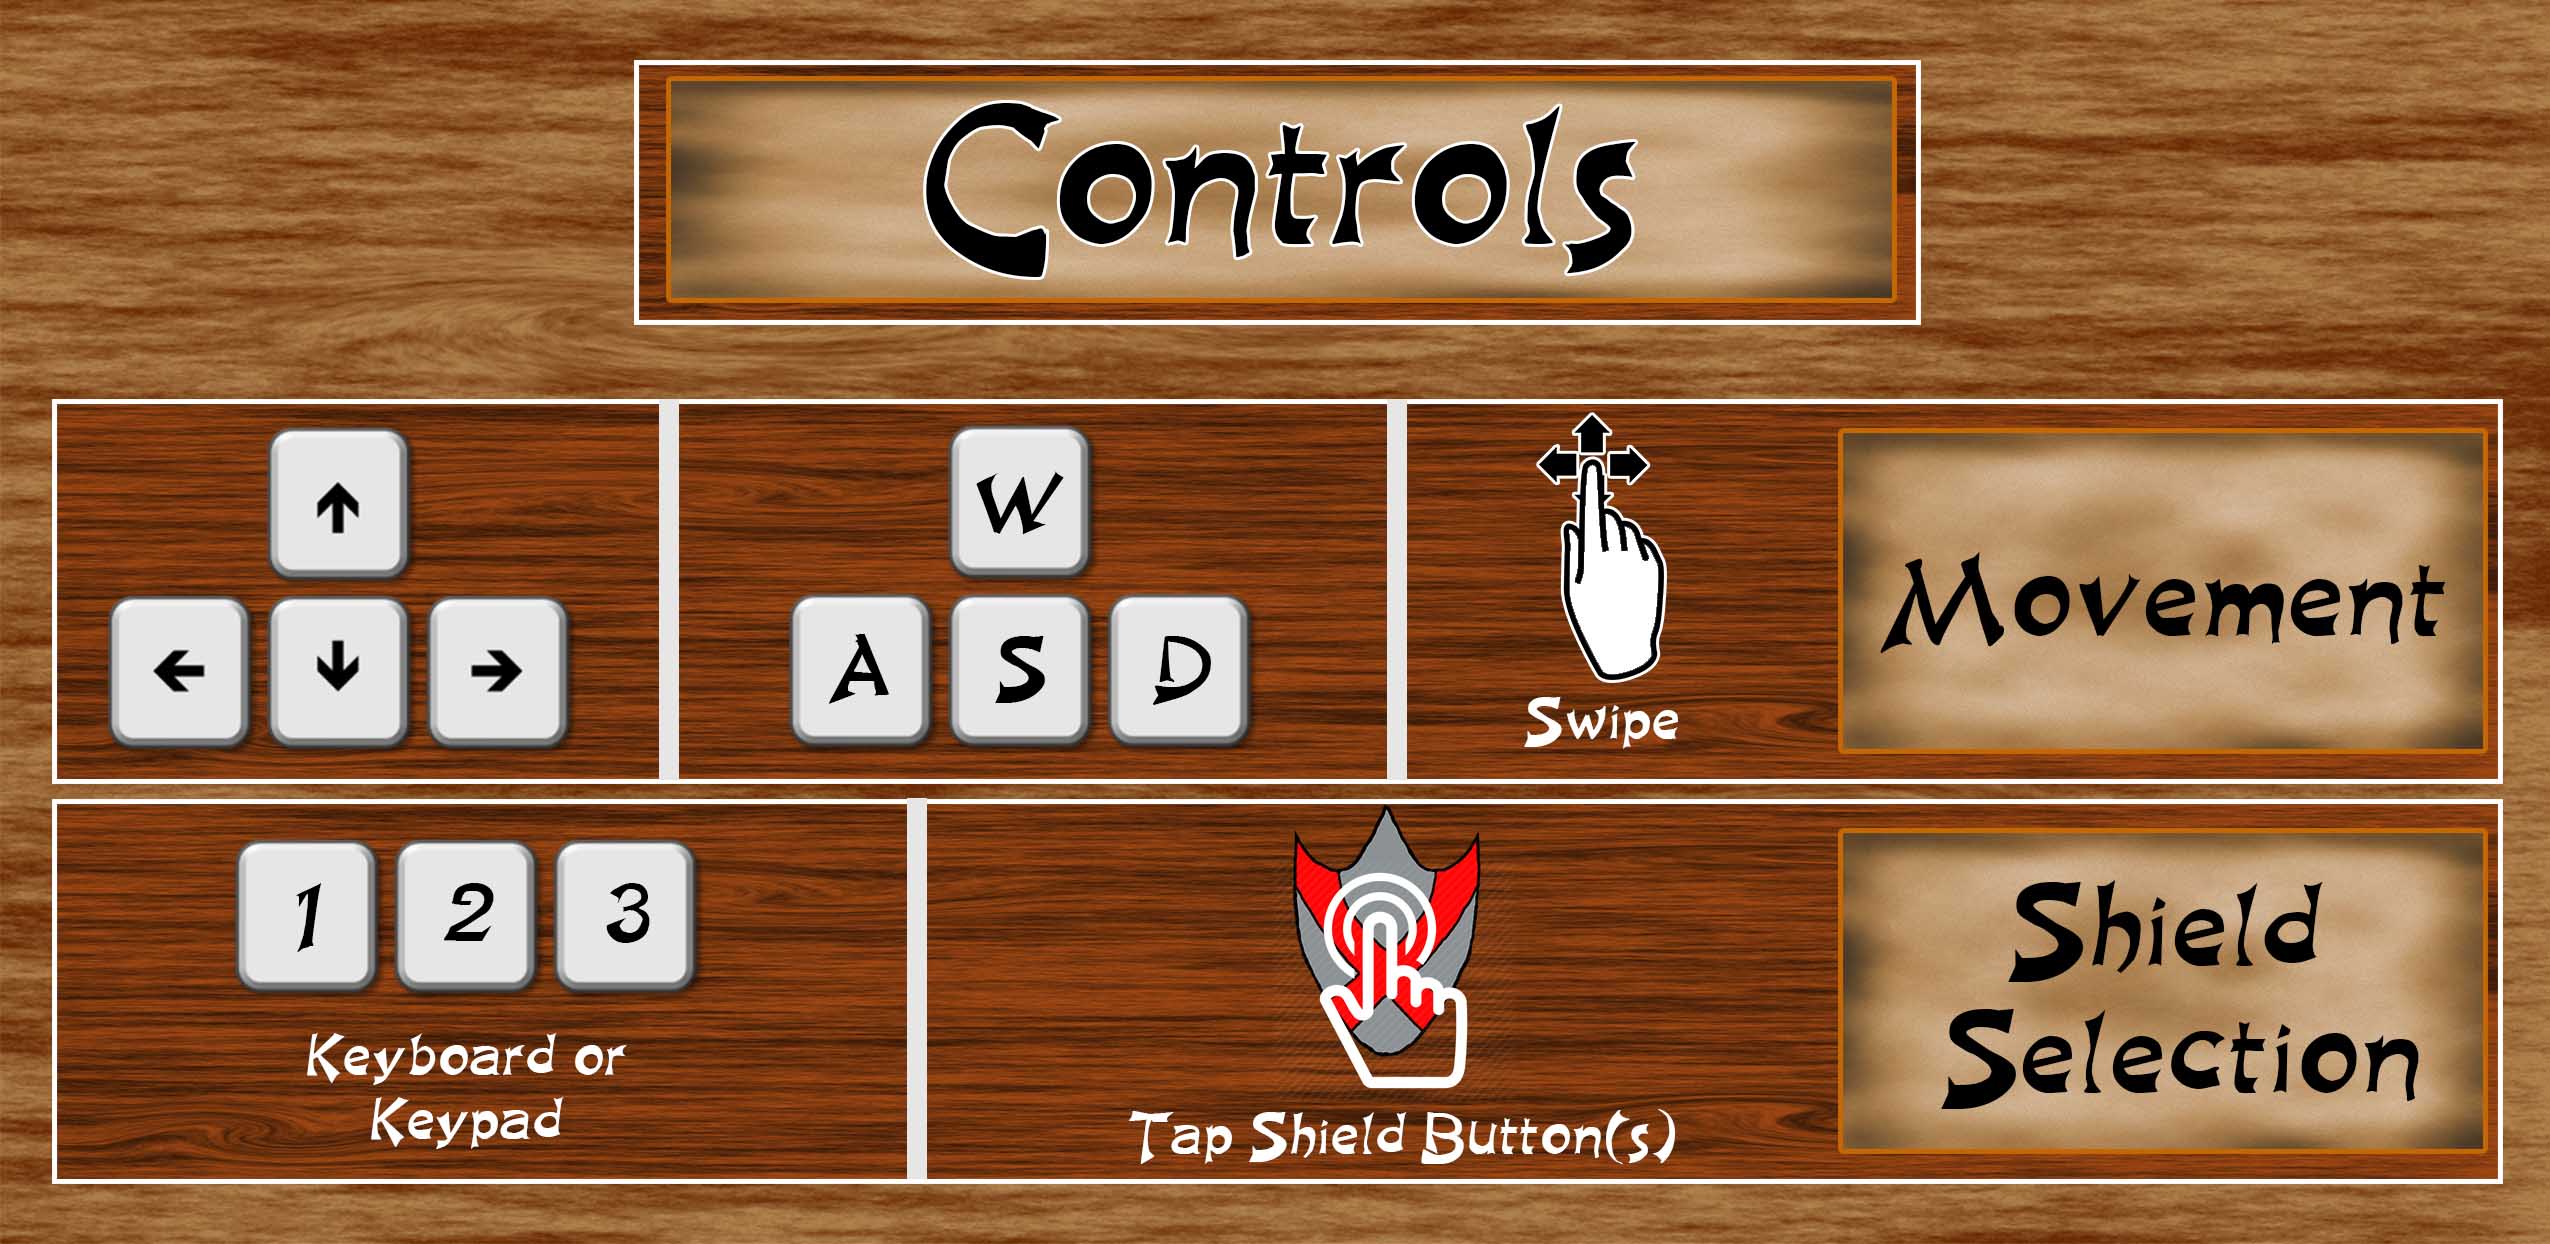 Controls
W
A S D
Swipe
Movement
1 2 3
Keyboard or
Keypad
Tap Shield Button(s)
Shield
Selection